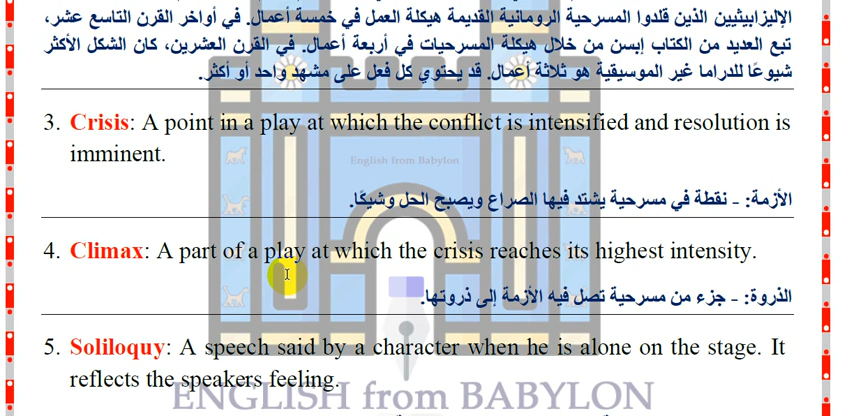 الإليزابيثيين الذين قلدوا المسرحية الرومانية القديمة هيكلة العمل في خمسة أعمال. في أواخر القرن التاسع عشر،
تبع العديد من الكتاب إبسن من خلال هيكلة المسرحيات في أربعة أعمال. في القرن العشرين، كان الشكل الأكثر
شيوعًا للدراما غير الموسيقية هو ثلاثة أعمال. قد يحتوي كل فعل على مشهد واحد أو أكثر.
3. Crisis: A point in a play at which the conflict is intensified and resolution is
imminent.
English from Babylon
الأزمة: - نقطة في مسرحية يشتد فيها الصراع ويصبح الحل وشيكًا.
4. Climax: A part of a play at which the crisis reaches its highest intensity.
الذروة: - جزء من مسرحية تصل فيه الأزمة إلى ذروتها.
5. Soliloquy: A speech said by a character when he is alone on the stage. It
reflects the speakers feeling.
ENGLISH from BABYLON